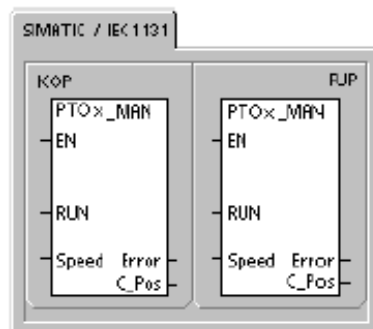 SIMATIC / IEC 1131
KOP
FUP
PTOx_MAN
EN
RUN
Speed Error
C_Pos
PTOx_MAN
EN
RUN
Speed Error
C_Pos